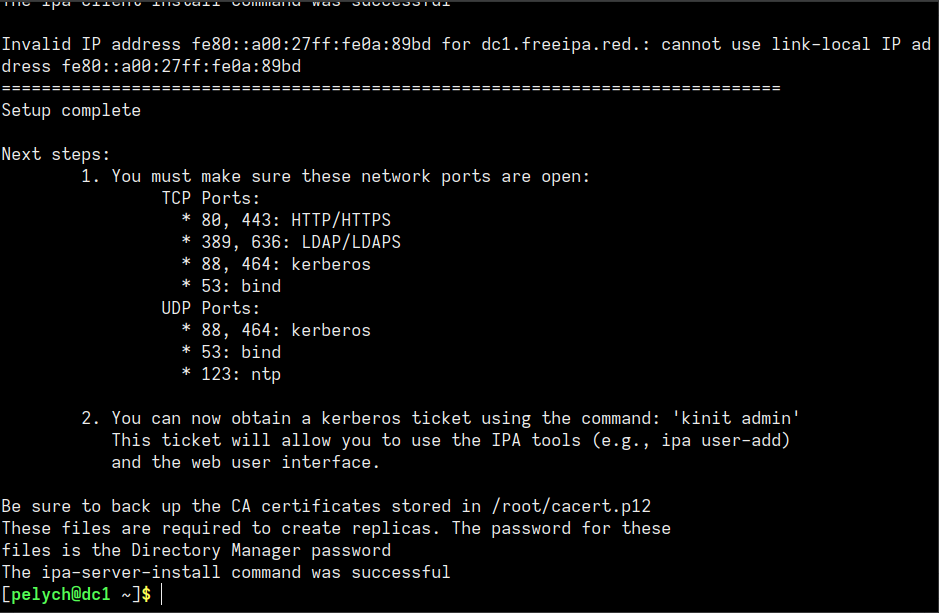 The ipa-client-install command was successful

Invalid IP address fe80::a00:27ff:fe0a:89bd for dc1.freeipa.red.: cannot use link-local IP ad
dress fe80::a00:27ff:fe0a:89bd
==============================================================================
Setup complete

Next steps:
        1. You must make sure these network ports are open:
                TCP Ports:
                  * 80, 443: HTTP/HTTPS
                  * 389, 636: LDAP/LDAPS
                  * 88, 464: kerberos
                  * 53: bind
                UDP Ports:
                  * 88, 464: kerberos
                  * 53: bind
                  * 123: ntp

        2. You can now obtain a kerberos ticket using the command: 'kinit admin'
           This ticket will allow you to use the IPA tools (e.g., ipa user-add)
           and the web user interface.

Be sure to back up the CA certificates stored in /root/cacert.p12
These files are required to create replicas. The password for these
files is the Directory Manager password
The ipa-server-install command was successful
[pelych@dc1 ~]$